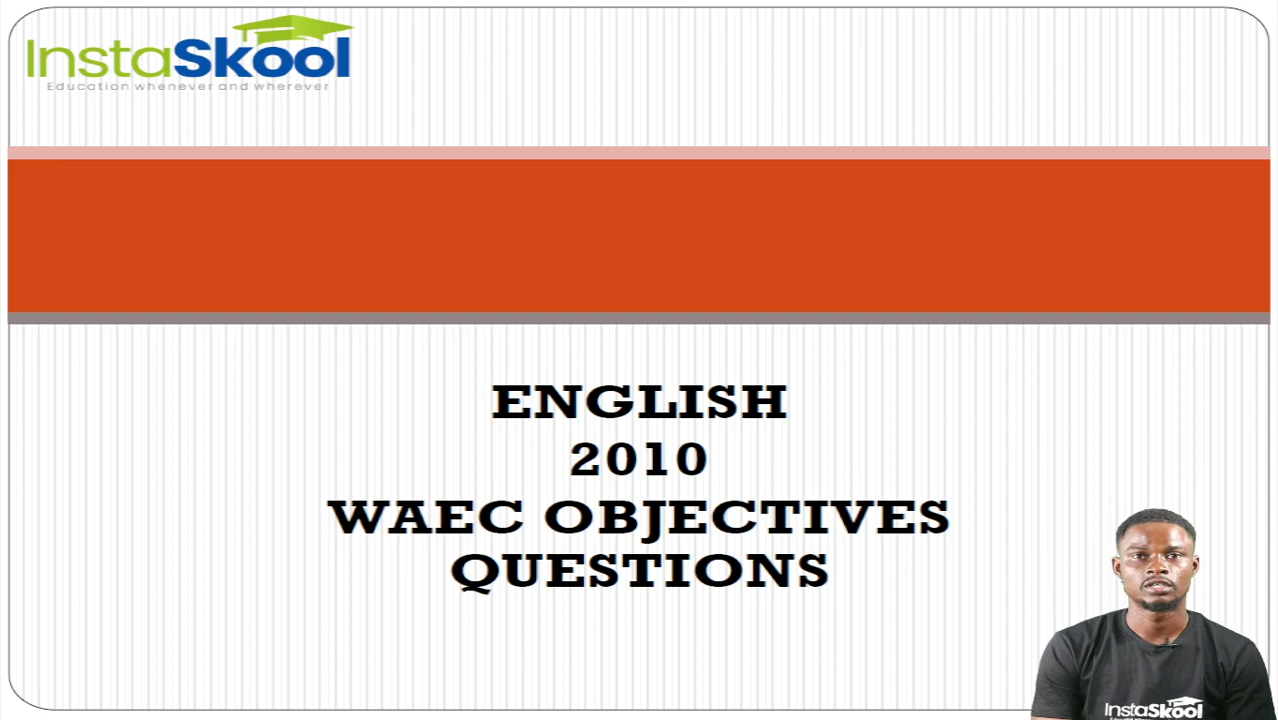 InstaSkool
Education whenever and wherever
ENGLISH
2010
WAEC OBJECTIVES
QUESTIONS
InstaSkool